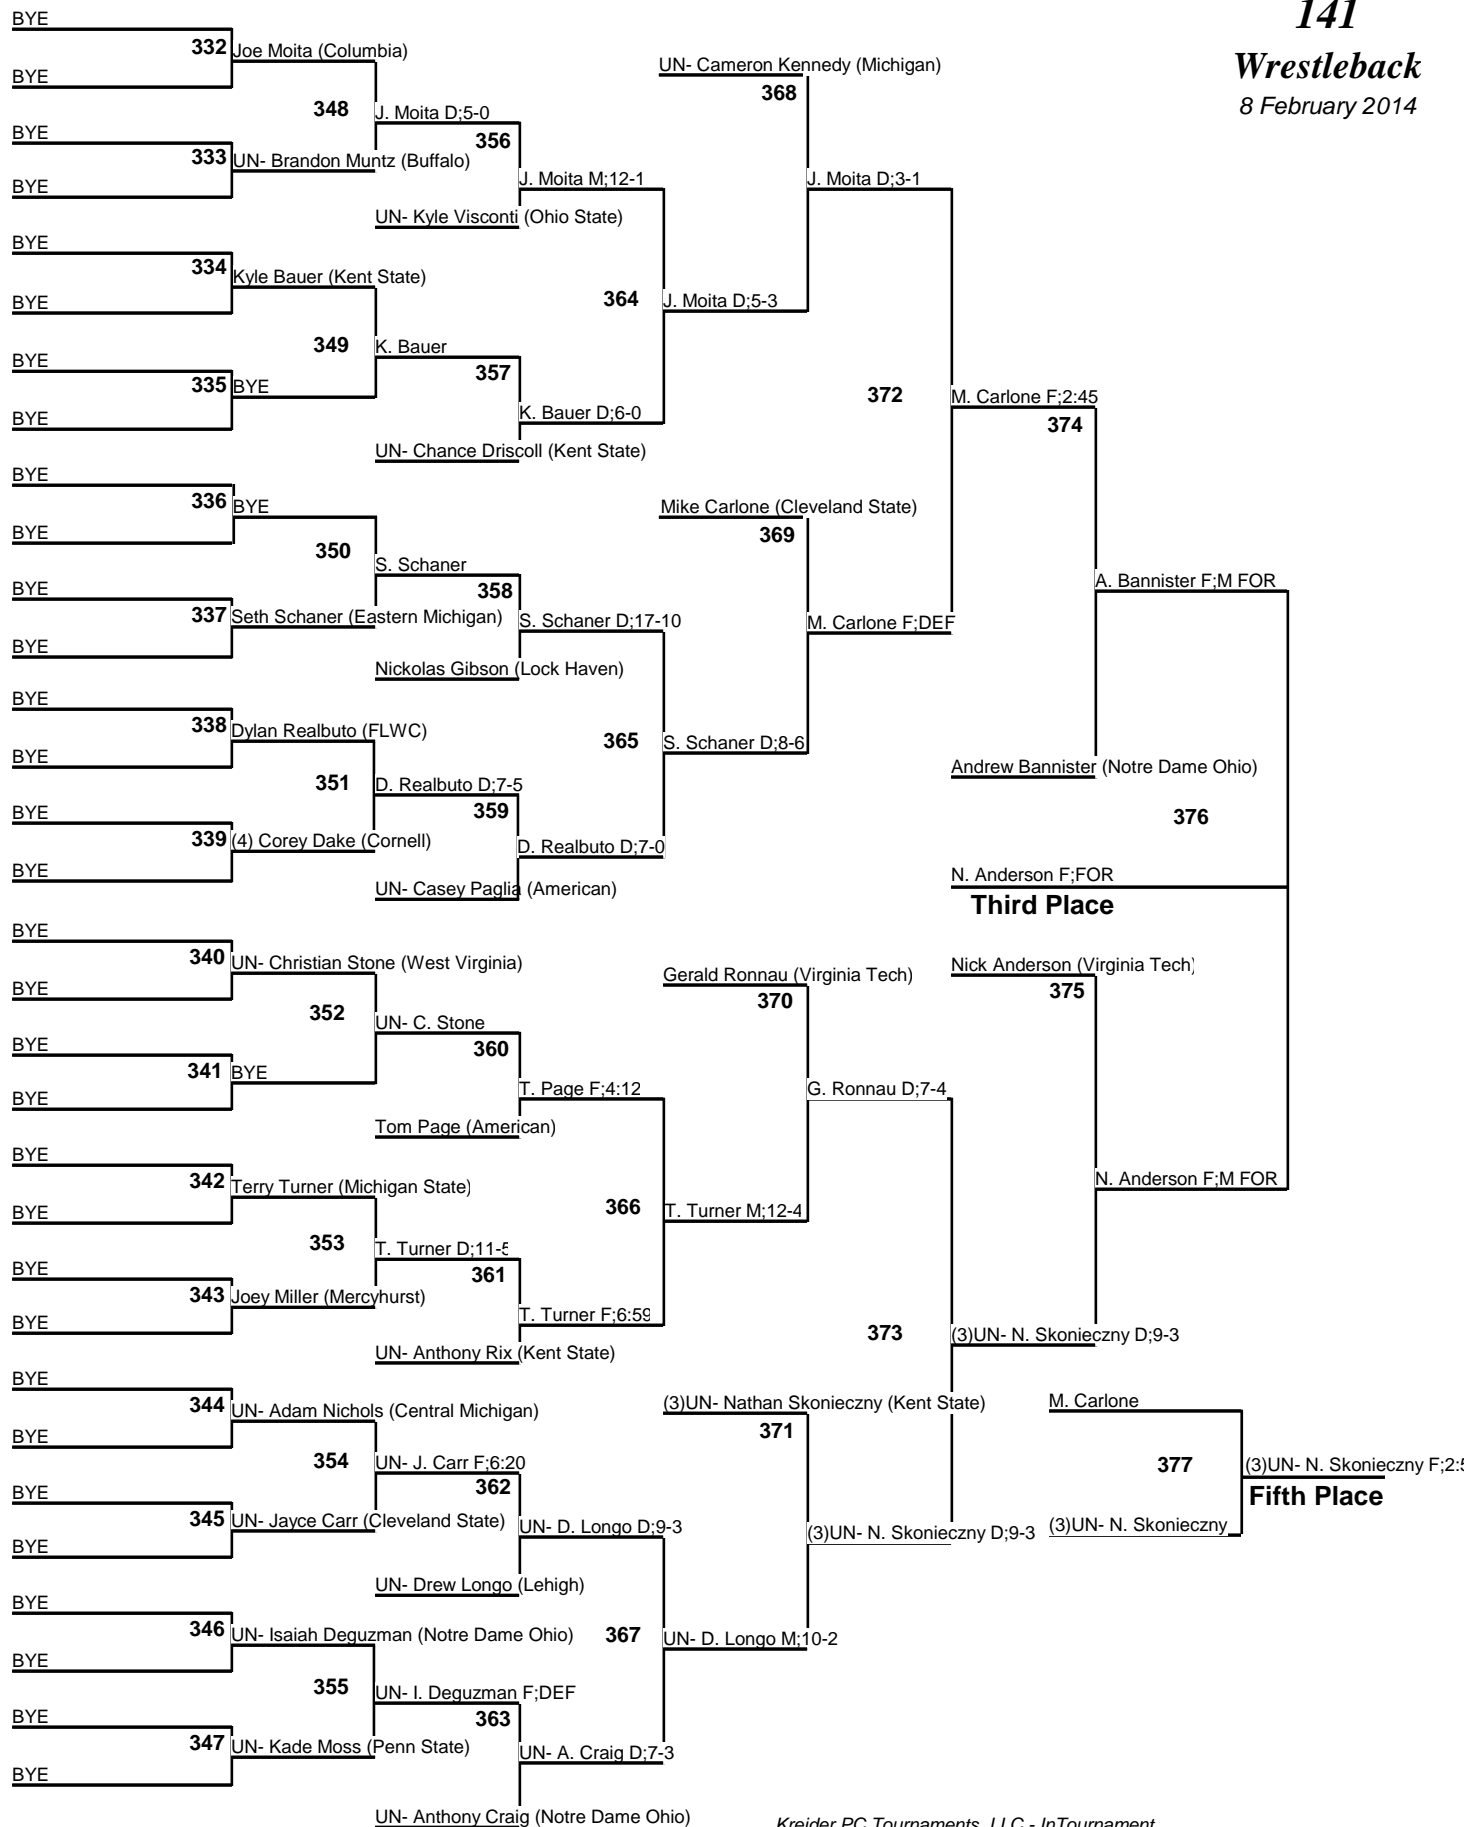 BYE
141
332 Joe Moita (Columbia)
UN- Cameron Kennedy (Michigan)
Wrestleback
BYE
368
348 J. Moita D;5-0
8 February 2014
BYE
356
333 UN- Brandon Muntz (Buffalo)
BYE
J. Moita M;12-1
J. Moita D;3-1
UN- Kyle Visconti (Ohio State)
BYE
334 Kyle Bauer (Kent State)
BYE
364 J. Moita D;5-3
349 K. Bauer
BYE
357
335 BYE
372 M. Carlone F;2:45
BYE
K. Bauer D;6-0
374
UN- Chance Driscoll (Kent State)
BYE
336 BYE
Mike Carlone (Cleveland State)
BYE
369
350 S. Schaner
BYE
358
A. Bannister F;M FOR
337 Seth Schaner (Eastern Michigan)
S. Schaner D;17-10
M. Carlone F;DEF
BYE
Nickolas Gibson (Lock Haven)
BYE
338 Dylan Realbuto (FLWC)
365 S. Schaner D;8-6
BYE
Andrew Bannister (Notre Dame Ohio)
351 D. Realbuto D;7-5
BYE
359
376
339 (4) Corey Dake (Cornell)
D. Realbuto D;7-0
BYE
N. Anderson F;FOR
UN- Casey Paglia (American)
Third Place
BYE
340 UN- Christian Stone (West Virginia)
Gerald Ronnau (Virginia Tech)
Nick Anderson (Virginia Tech)
BYE
370
375
352 UN- C. Stone
BYE
360
341 BYE
T. Page F;4:12
G. Ronnau D;7-4
BYE
Tom Page (American)
BYE
342 Terry Turner (Michigan State)
N. Anderson F;M FOR
BYE
366 T. Turner M;12-4
353 T. Turner D;11-5
BYE
361
343 Joey Miller (Mercyhurst)
T. Turner F;6:59
BYE
373 (3)UN- N. Skonieczny D;9-3
UN- Anthony Rix (Kent State)
BYE
344 UN- Adam Nichols (Central Michigan)
(3)UN- Nathan Skonieczny (Kent State)
M. Carlone
BYE
371
354 UN- J. Carr F;6:20
377 (3)UN- N. Skonieczny F;2:5
BYE
362
Fifth Place
345 UN- Jayce Carr (Cleveland State)
UN- D. Longo D;9-3
(3)UN- N. Skonieczny D;9-3
(3)UN- N. Skonieczny
BYE
UN- Drew Longo (Lehigh)
BYE
346 UN- Isaiah Deguzman (Notre Dame Ohio)
367 UN- D. Longo M;10-2
BYE
355 UN- I. Deguzman F;DEF
BYE
363
347 UN- Kade Moss (Penn State)
UN- A. Craig D;7-3
BYE
UN- Anthony Craig (Notre Dame Ohio)
Kreider PC Tournaments, LLC - InTournament